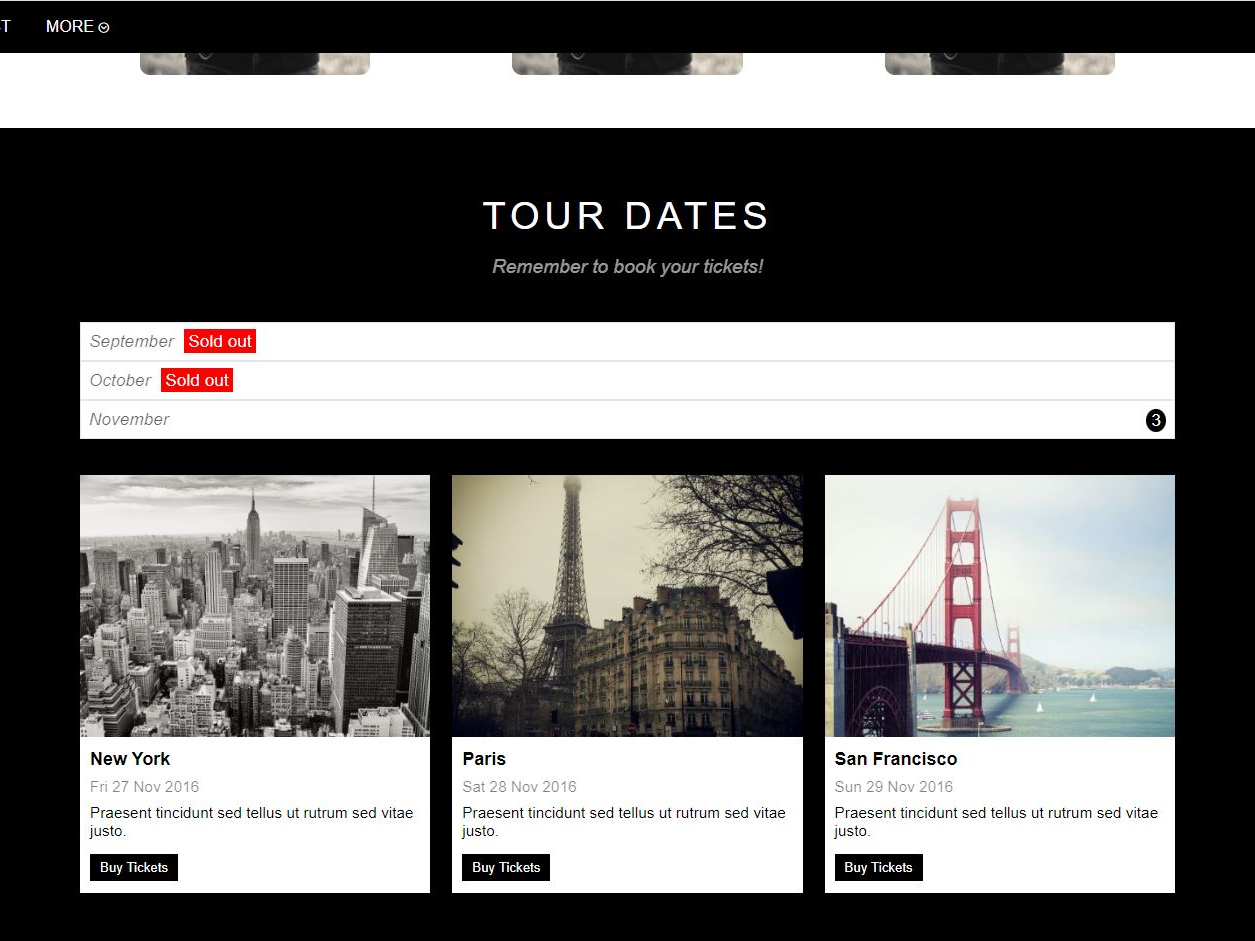 T MORE
TOUR DATES
Remember to book your tickets!
September Sold out
October Sold out
November 3
New York
Fri 27 Nov 2016
Praesent tincidunt sed tellus ut rutrum sed vitae
justo.
Buy Tickets
Paris
Sat 28 Nov 2016
Praesent tincidunt sed tellus ut rutrum sed vitae
justo.
Buy Tickets
San Francisco
Sun 29 Nov 2016
Praesent tincidunt sed tellus ut rutrum sed vitae
justo.
Buy Tickets